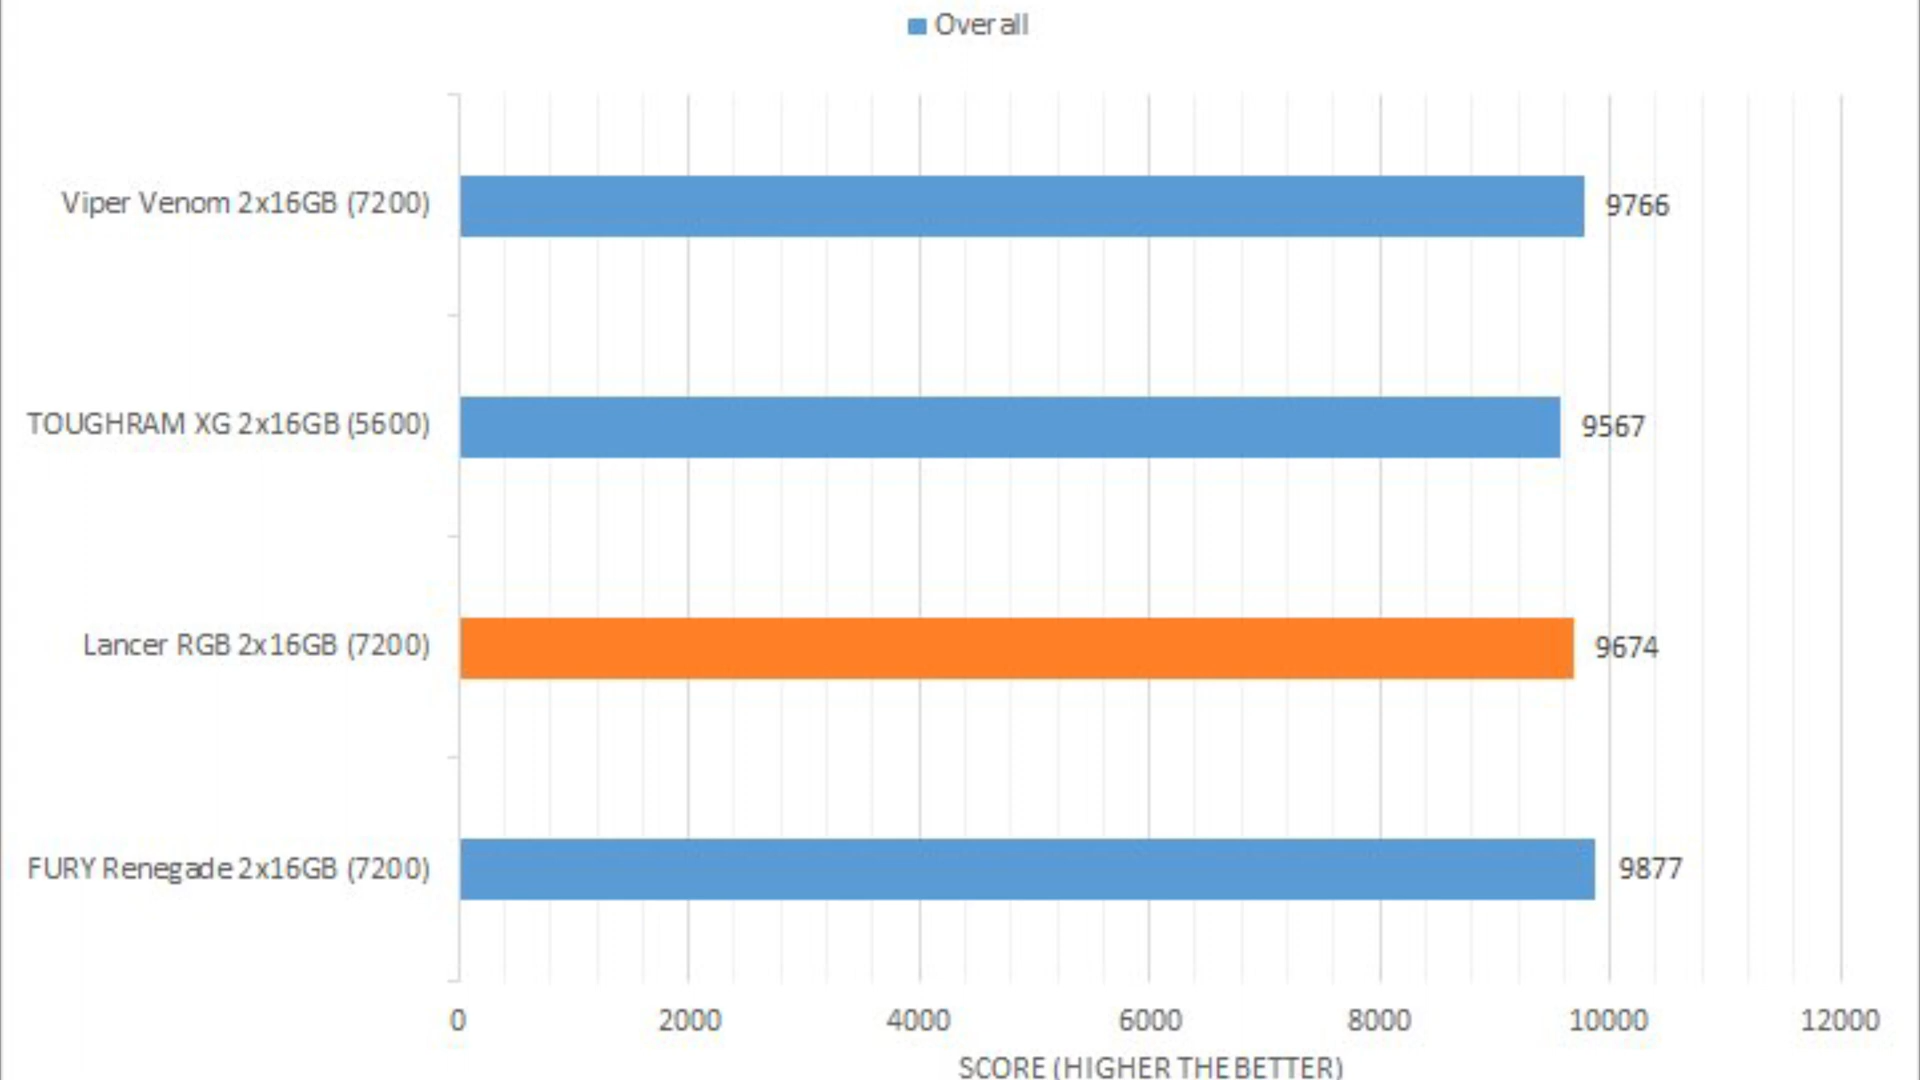 Overall
Viper Venom 2x16GB (7200)
9766
TOUGHRAM XG 2x16GB (5600)
9567
Lancer RGB 2x16GB (7200)
9674
FURY Renegade 2x16GB (7200)
9877
0 2000 4000 6000 8000 10000 12000
SCORE (HIGHER THE BETTER)